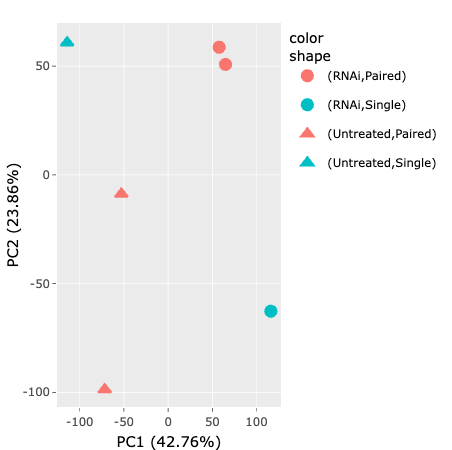 color
shape
(RNAi,Paired)
(RNAi,Single)
(Untreated,Paired)
(Untreated,Single)
PC2 (23.86%)
50
0
-50
-100
-100 -50 0 50 100
PC1 (42.76%)